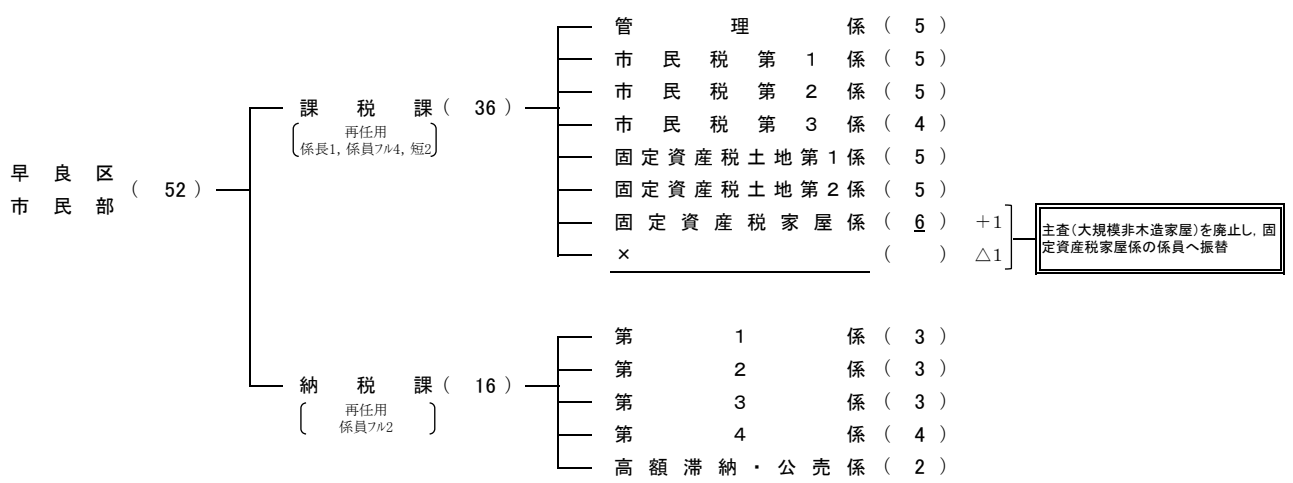 管理係（ 5 ）
市民税第１係（ 5 ）
市民税第２係（ 5 ）
課税課（ 36 ）
再任用
係長1，係員フル4，短2
市民税第３係（ 4 ）
固定資産税土地第１係（ 5 ）
早良区
市民部
（ 52 ）
固定資産税土地第２係（ 5 ）
固定資産税家屋係（ 6 ） ＋1
×（ ） △1
主査（大規模非木造家屋）を廃止し，固
定資産税家屋係の係員へ振替
第１係（ 3 ）
第２係（ 3 ）
納税課（ 16 ）
再任用
係員フル2
第３係（ 3 ）
第４係（ 4 ）
高額滞納・公売係（ 2 ）